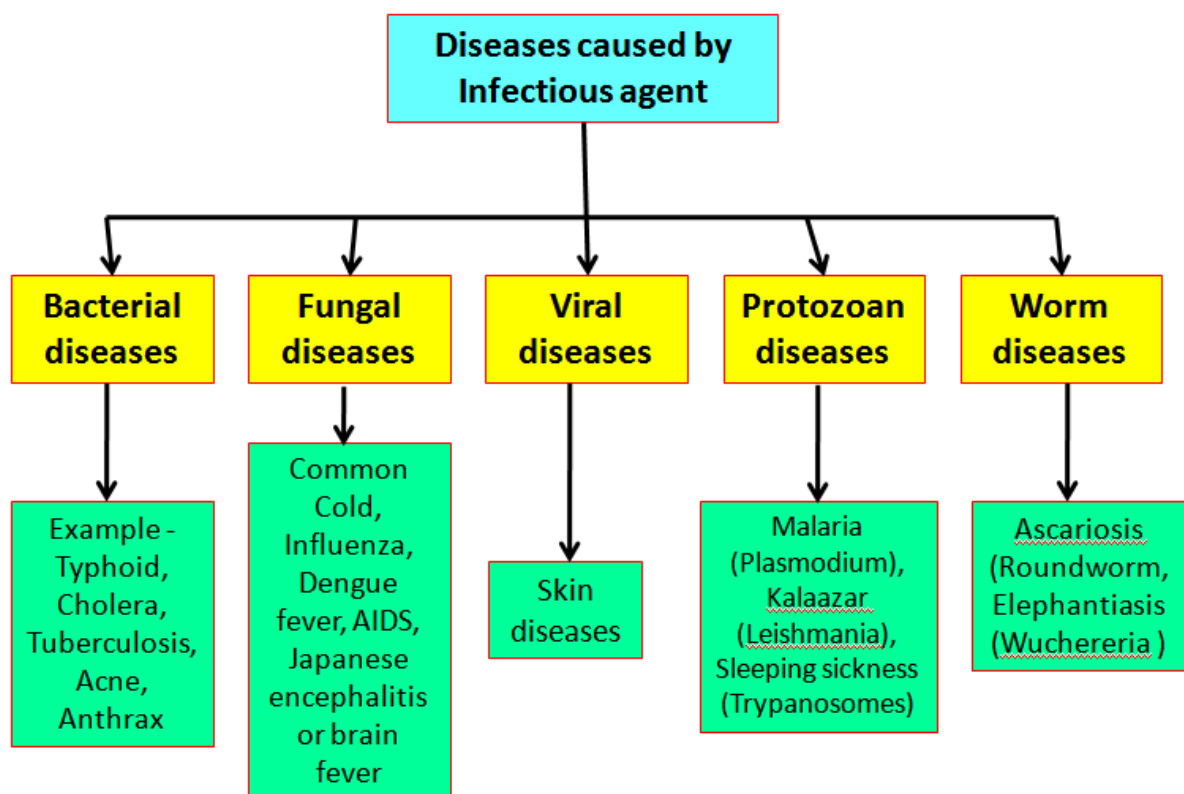 Diseases caused by
Infectious agent
Bacterial
diseases
Fungal
diseases
Viral
diseases
Protozoan
diseases
Worm
diseases
Example -
Typhoid,
Cholera,
Tuberculosis,
Acne,
Anthrax
Common
Cold,
Influenza,
Dengue
fever, AIDS,
Japanese
encephalitis
or brain
fever
Skin
diseases
Malaria
(Plasmodium),
Kalaazar
(Leishmania),
Sleeping sickness
(Trypanosomes)
Ascariosis
(Roundworm,
Elephantiasis
(Wuchereria )